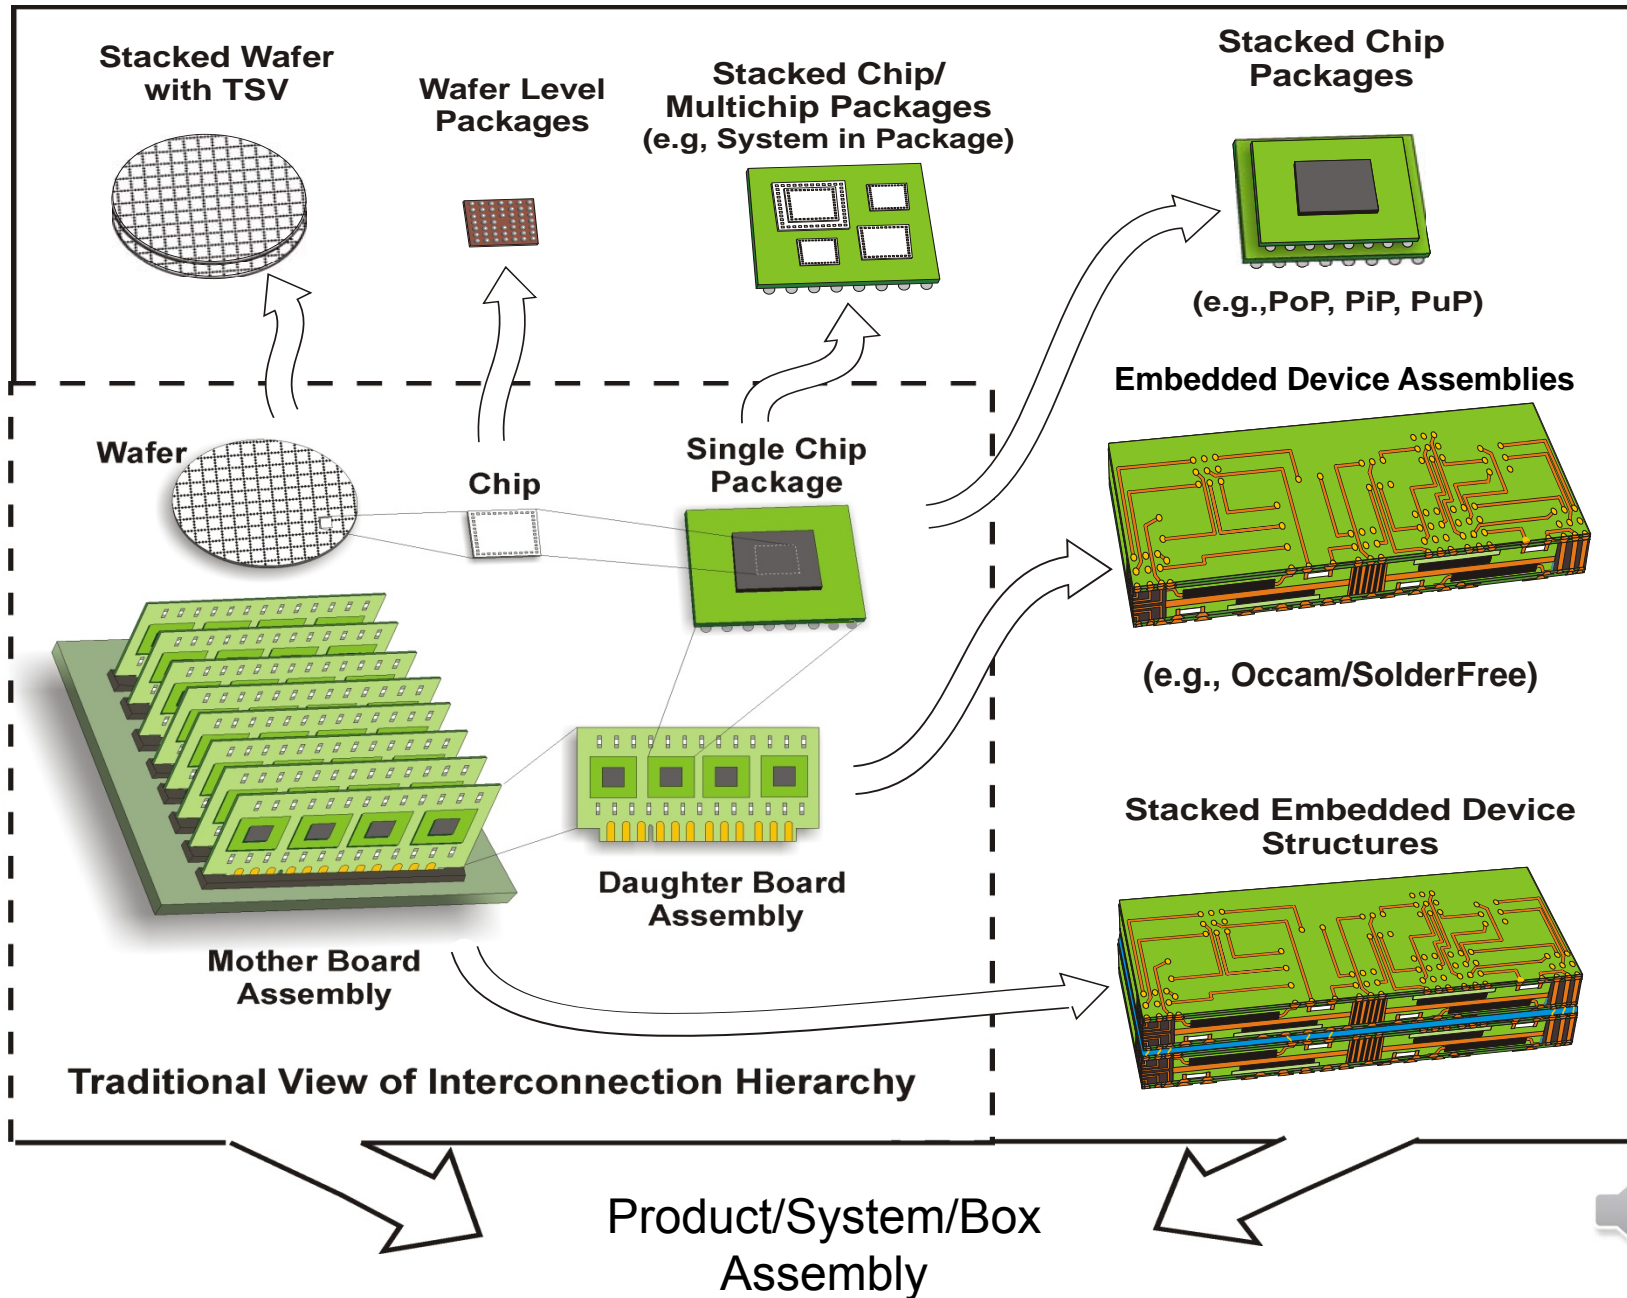 Stacked Wafer
with TSV
Wafer Level
Packages
Stacked Chip/
Multichip Packages
(e.g, System in Package)
Stacked Chip
Packages
(e.g.,PoP, PiP, PuP)
Embedded Device Assemblies
(e.g., Occam/SolderFree)
Wafer
Chip
Single Chip
Package
Daughter Board
Assembly
Mother Board
Assembly
Stacked Embedded Device
Structures
Traditional View of Interconnection Hierarchy
Product/System/Box
Assembly